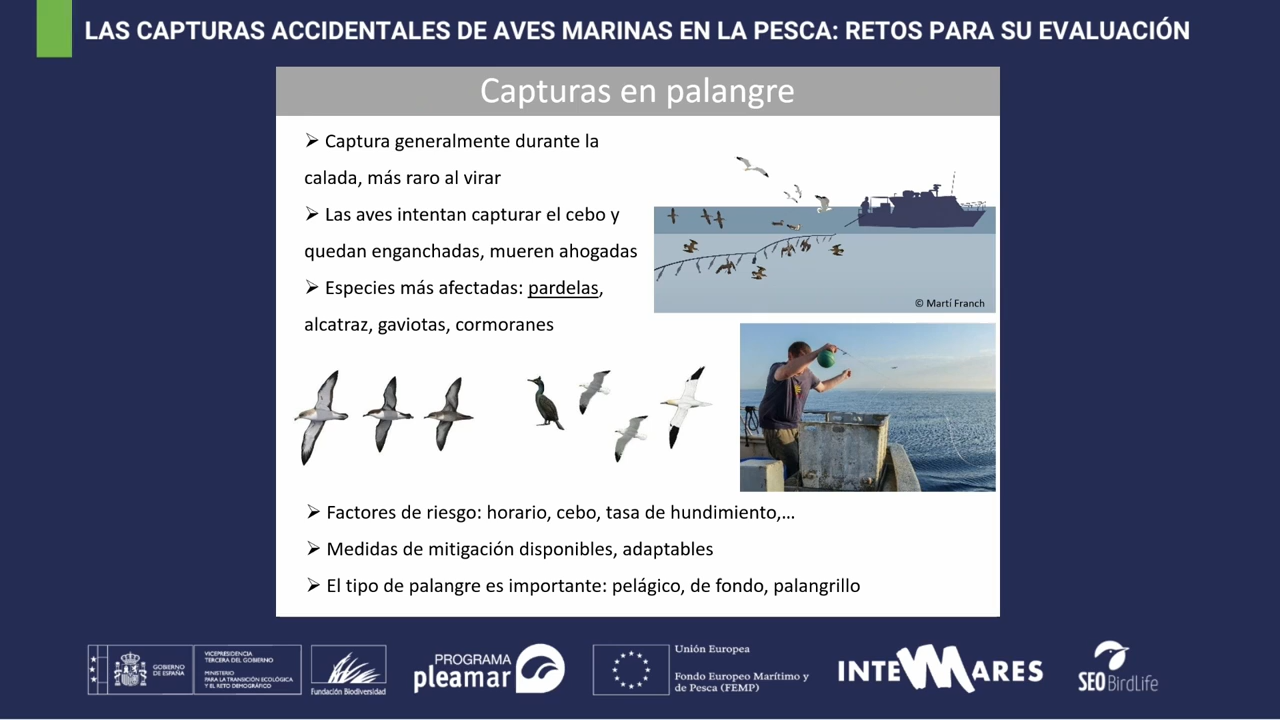 LAS CAPTURAS ACCIDENTALES DE AVES MARINAS EN LA PESCA: RETOS PARA SU EVALUACIÓN
Capturas en palangre
➢ Captura generalmente durante la
calada, más raro al virar
➢ Las aves intentan capturar el cebo y
quedan enganchadas, mueren ahogadas
➢ Especies más afectadas: pardelas,
alcatraz, gaviotas, cormoranes
© Martí Franch
➢ Factores de riesgo: horario, cebo, tasa de hundimiento,...
➢ Medidas de mitigación disponibles, adaptables
➢ El tipo de palangre es importante: pelágico, de fondo, palangrillo
GOBIERNO
DE ESPAÑA
VICEPRESIDENCIA
TERCERA DEL GOBIERNO
MINISTERIO
PARA LA TRANSICIÓN ECOLÓGICA
Y EL RETO DEMOGRÁFICO
Fundación Biodiversidad
PROGRAMA
pleamar
Unión Europea
Fondo Europeo Marítimo y
de Pesca (FEMP)
INTEMARES
SEO BirdLife